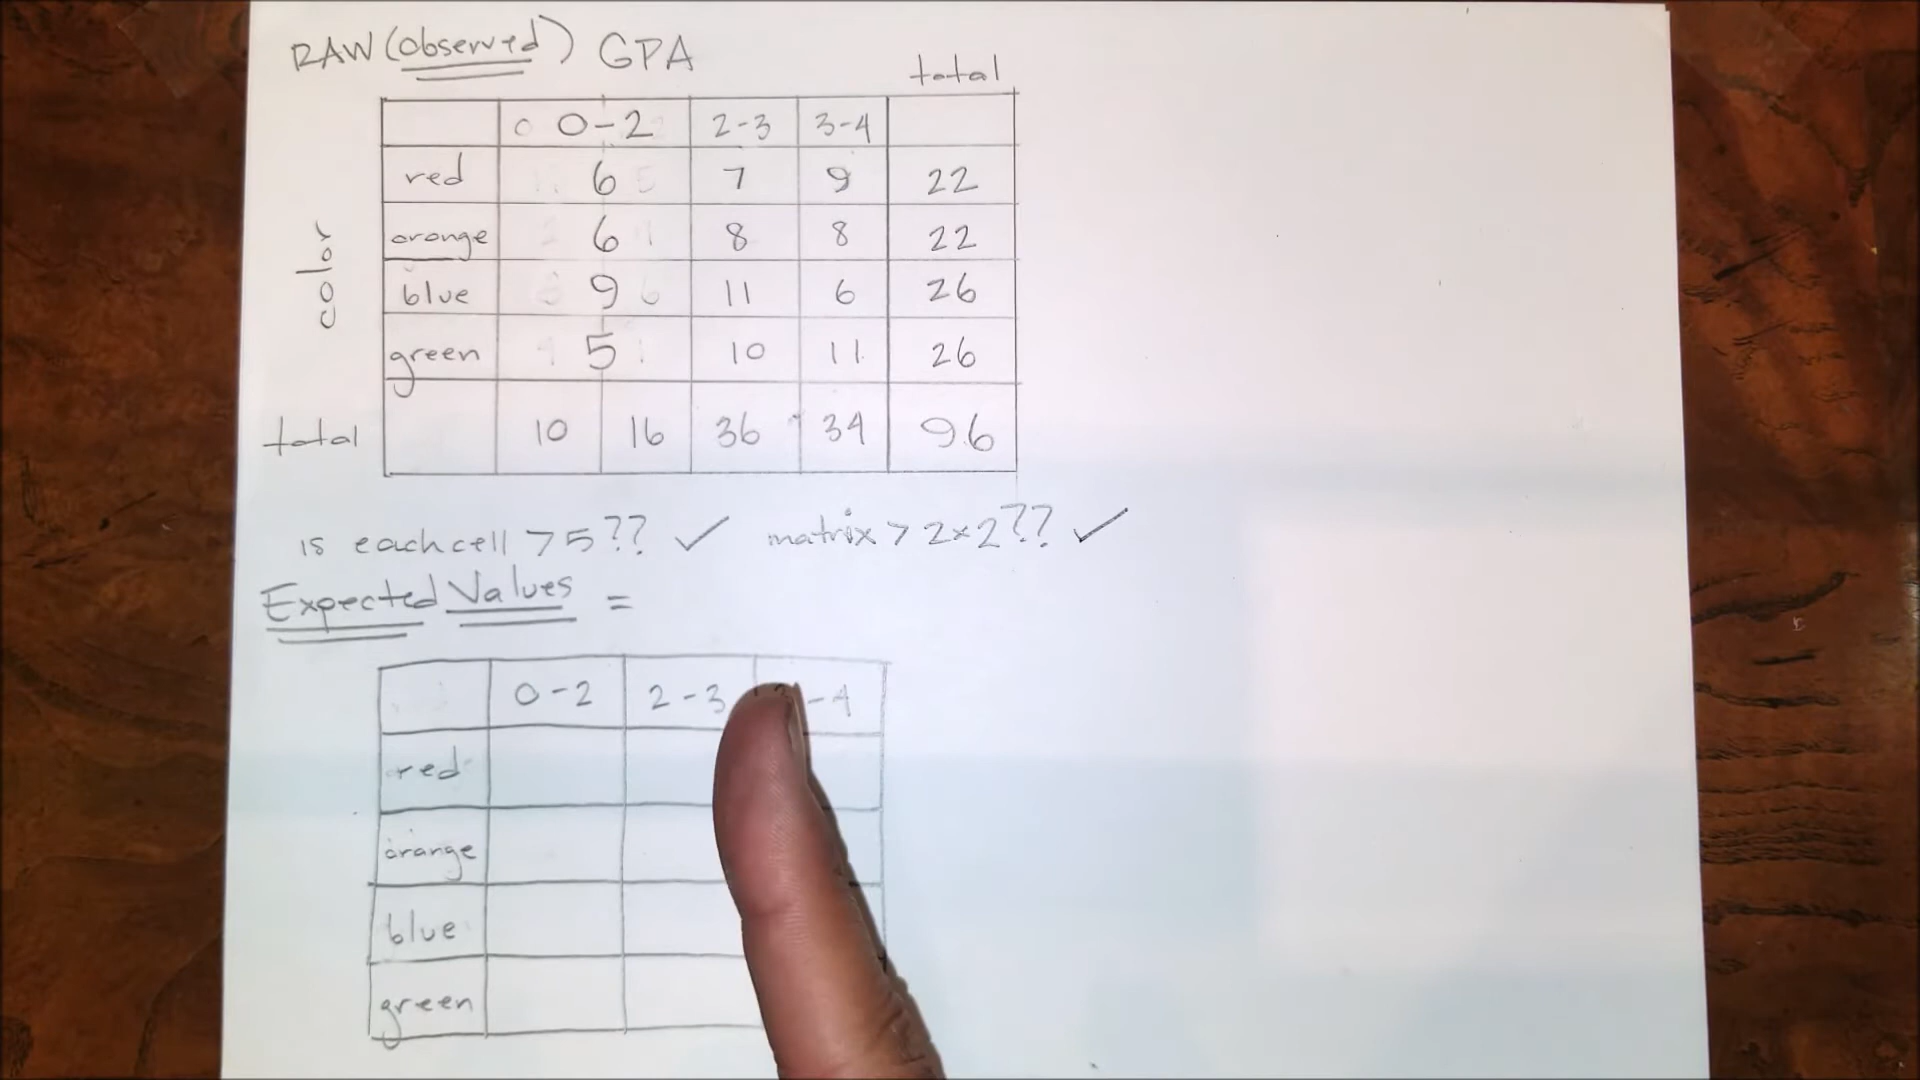 RAW (observed) GPA
total
0-2 2-3 3-4
red 6 7 9 22
orange 6 8 8 22
blue 9 11 6 26
green 5 10 11 26
color
total 10 16 36 34 96
is each cell > 5?? ✓ matrix > 2×2?? ✓
Expected Values =
0-2 2-3 -4
red
orange
blue
green